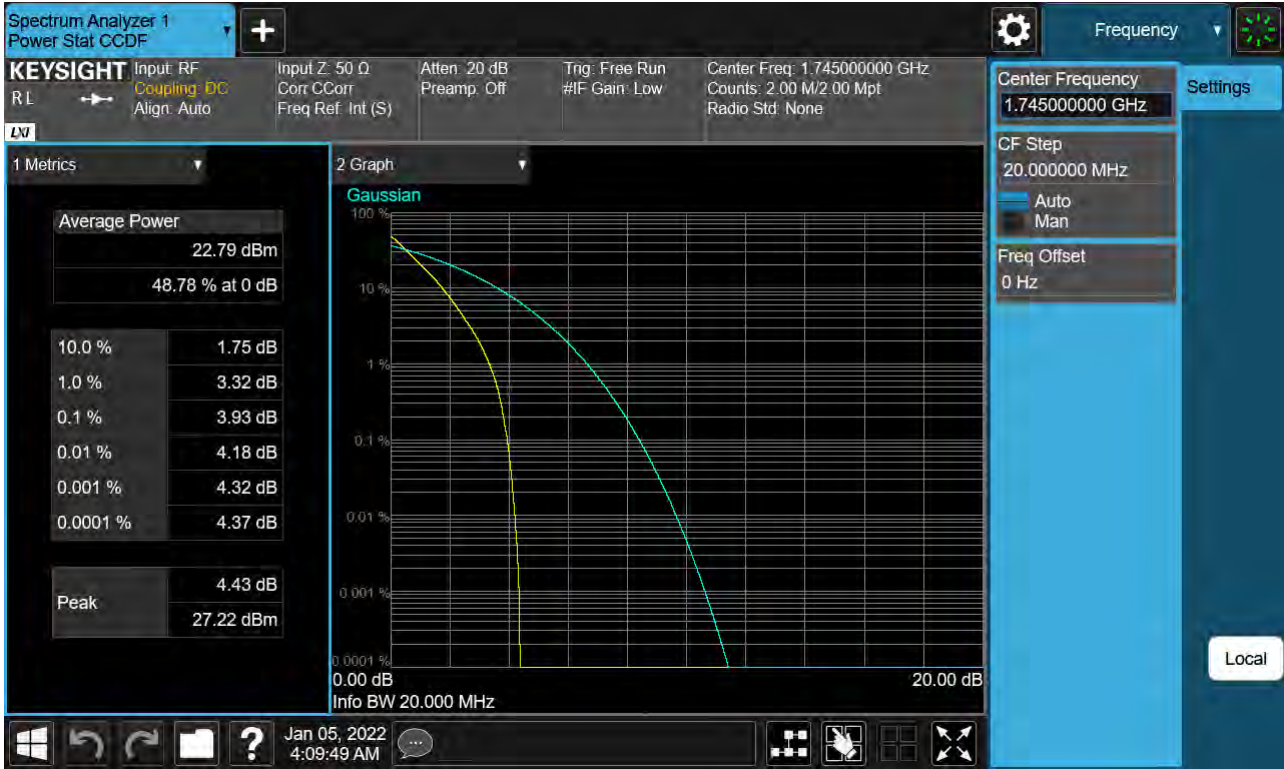 Spectrum Analyzer 1
Power Stat CCDF
Frequency
KEYSIGHT
RL
LXI
Input: RF
Coupling: DC
Align: Auto
Input Z: 50 Ω
Corr CCorr
Freq Ref: Int (S)
Atten: 20 dB
Preamp: Off
Trig: Free Run
#IF Gain: Low
Center Freq: 1.745000000 GHz
Counts: 2.00 M/2.00 Mpt
Radio Std: None
Center Frequency
1.745000000 GHz
Settings
CF Step
20.000000 MHz
Auto
Man
Freq Offset
0 Hz
Local
1 Metrics
Average Power
22.79 dBm
48.78 % at 0 dB
10.0 % 1.75 dB
1.0 % 3.32 dB
0.1 % 3.93 dB
0.01 % 4.18 dB
0.001 % 4.32 dB
0.0001 % 4.37 dB
Peak
4.43 dB
27.22 dBm
2 Graph
Gaussian
100 %
10 %
1 %
0.1 %
0.01 %
0.001 %
0.0001 %
0.00 dB 20.00 dB
Info BW 20.000 MHz
?
Jan 05, 2022
4:09:49 AM